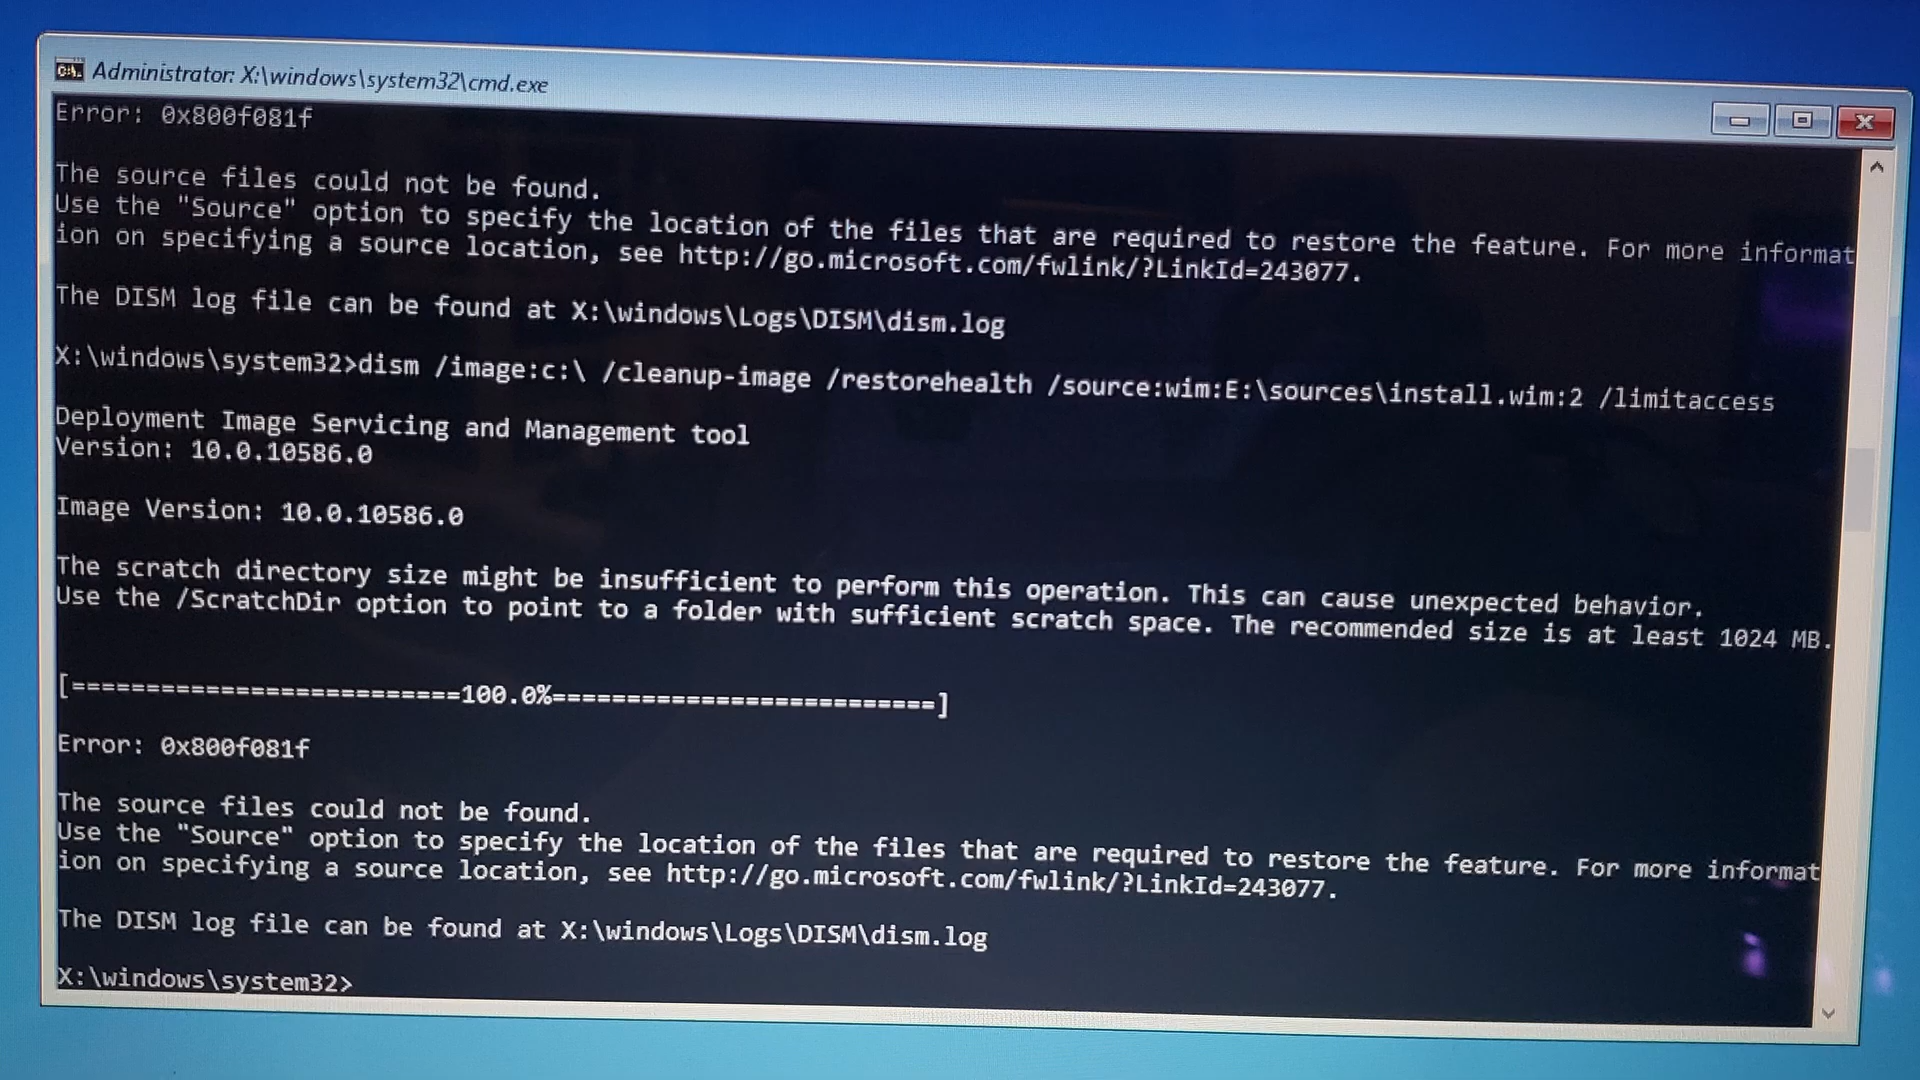 Administrator: X:\windows\system32\cmd.exe
Error: 0x800f081f
The source files could not be found.
Use the "Source" option to specify the location of the files that are required to restore the feature. For more informat
ion on specifying a source location, see http://go.microsoft.com/fwlink/?LinkId=243077.
The DISM log file can be found at X:\windows\Logs\DISM\dism.log
X:\windows\system32>dism /image:c:\ /cleanup-image /restorehealth /source:wim:E:\sources\install.wim:2 /limitaccess
Deployment Image Servicing and Management tool
Version: 10.0.10586.0
Image Version: 10.0.10586.0
The scratch directory size might be insufficient to perform this operation. This can cause unexpected behavior.
Use the /ScratchDir option to point to a folder with sufficient scratch space. The recommended size is at least 1024 MB.
[==========================100.0%==========================]
Error: 0x800f081f
The source files could not be found.
Use the "Source" option to specify the location of the files that are required to restore the feature. For more informat
ion on specifying a source location, see http://go.microsoft.com/fwlink/?LinkId=243077.
The DISM log file can be found at X:\windows\Logs\DISM\dism.log
X:\windows\system32>